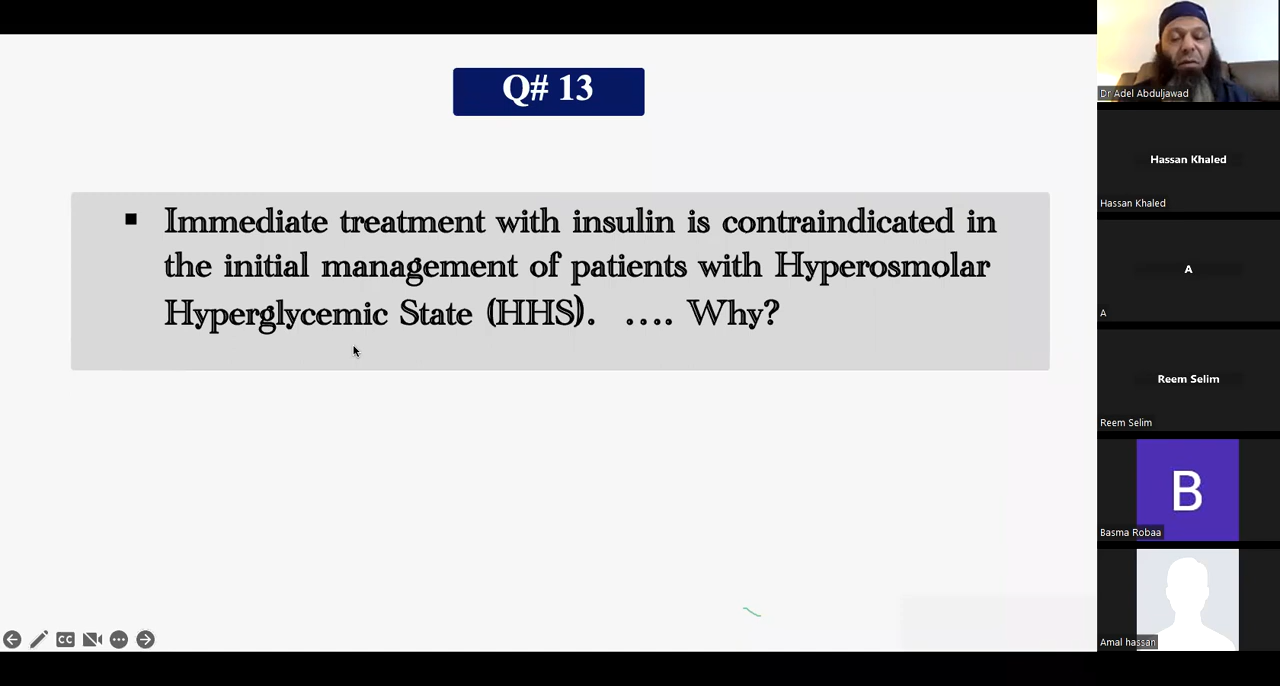 Q# 13
▪ Immediate treatment with insulin is contraindicated in
the initial management of patients with Hyperosmolar
Hyperglycemic State (HHS). .... Why?
CC
Dr Adel Abduljawad
Hassan Khaled
Hassan Khaled
A
A
Reem Selim
Reem Selim
B
Basma Robaa
Amal hassan